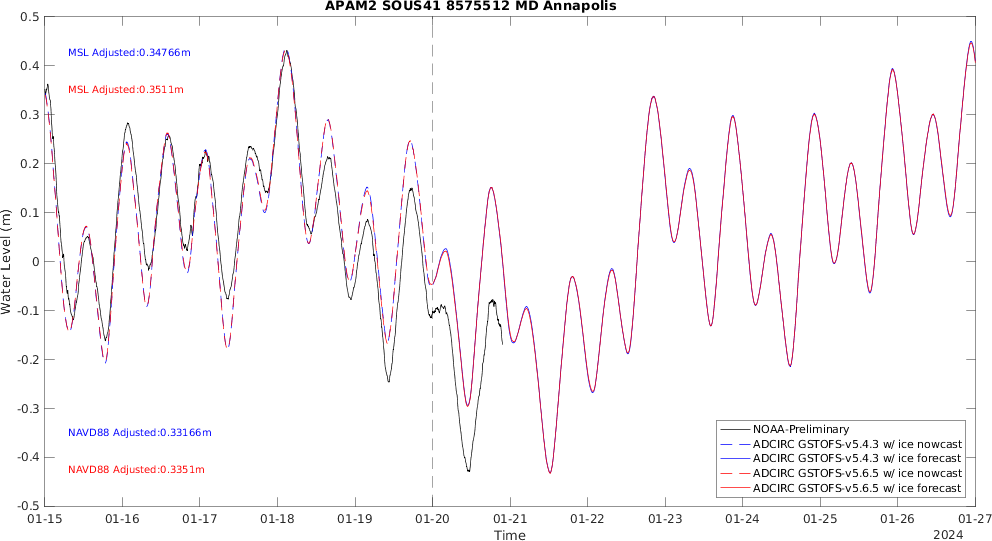 APAM2 SOUS41 8575512 MD Annapolis
0.5
0.4
0.3
0.2
0.1
0
-0.1
-0.2
-0.3
-0.4
-0.5
Water Level (m)
MSL Adjusted:0.34766m
MSL Adjusted:0.3511m
NAVD88 Adjusted:0.33166m
NAVD88 Adjusted:0.3351m
NOAA-Preliminary
ADCIRC GSTOFS-v5.4.3 w/ ice nowcast
ADCIRC GSTOFS-v5.4.3 w/ ice forecast
ADCIRC GSTOFS-v5.6.5 w/ ice nowcast
ADCIRC GSTOFS-v5.6.5 w/ ice forecast
01-15 01-16 01-17 01-18 01-19 01-20 01-21 01-22 01-23 01-24 01-25 01-26 01-27
Time
2024